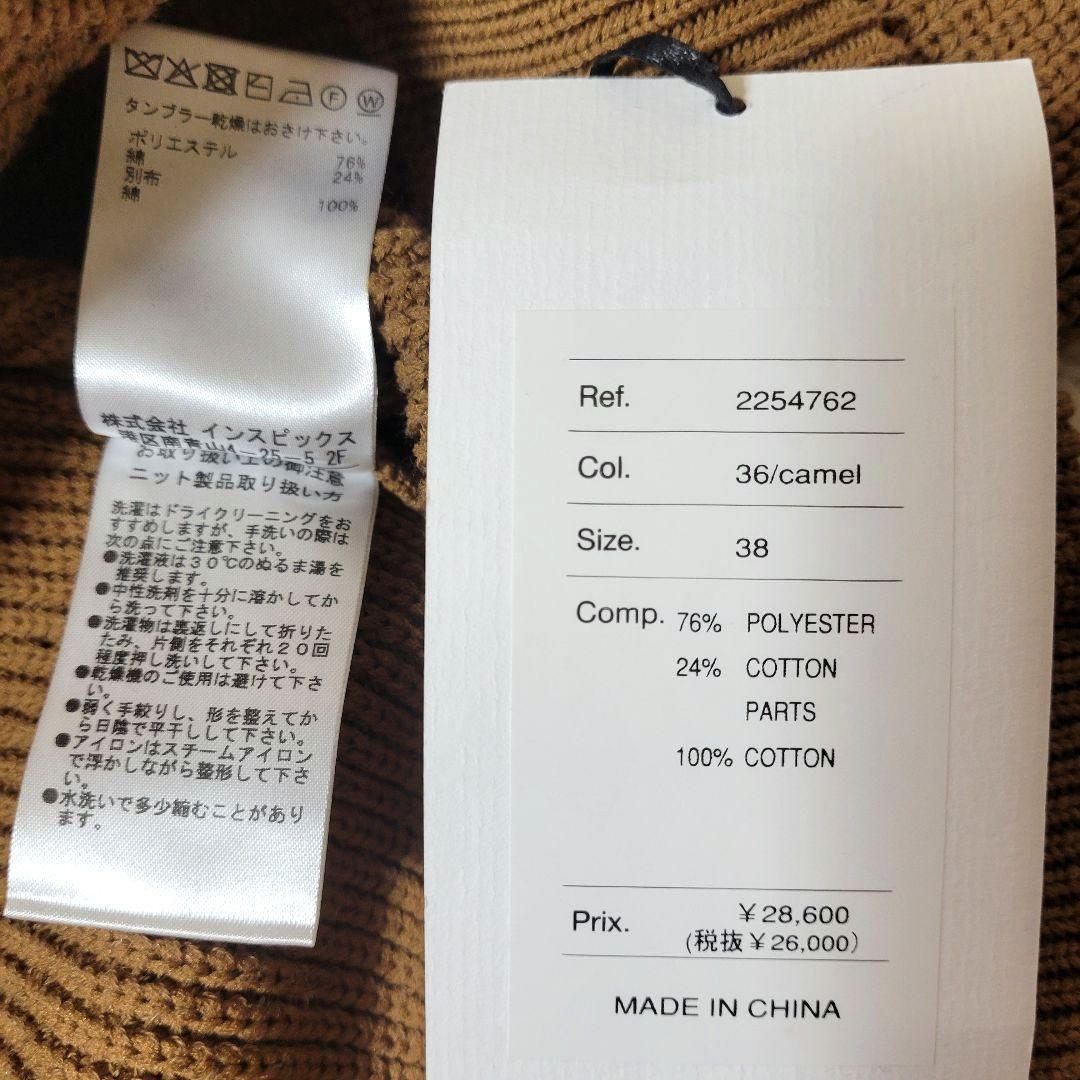 F W
タンブラー乾燥はおさけ下さい。
ポリエステル 76%
綿 24%
別布
綿 100%
株式会社 インスピックス
港区南青山4-25-5 2F
お取り扱い上の御注意
ニット製品取り扱い方
洗濯はドライクリーニングをお
すすめしますが、手洗いの際は
次の点にご注意下さい。
●洗濯液は30℃のぬるま湯を
推奨します。
●中性洗剤を十分に溶かしてか
ら洗って下さい。
●洗濯物は裏返しにして折りた
たみ、片側をそれぞれ20回
程度押し洗いして下さい。
●乾燥機のご使用は避けて下さ
い。
●弱く手絞りし、形を整えてか
ら日陰で平干しして下さい。
●アイロンはスチームアイロン
で浮かしながら整形して下さ
い。
●水洗いで多少縮むことがあり
ます。
Ref. 2254762
Col. 36/camel
Size. 38
Comp. 76% POLYESTER
24% COTTON
PARTS
100% COTTON
Prix. ¥28,600
(税抜¥26,000)
MADE IN CHINA